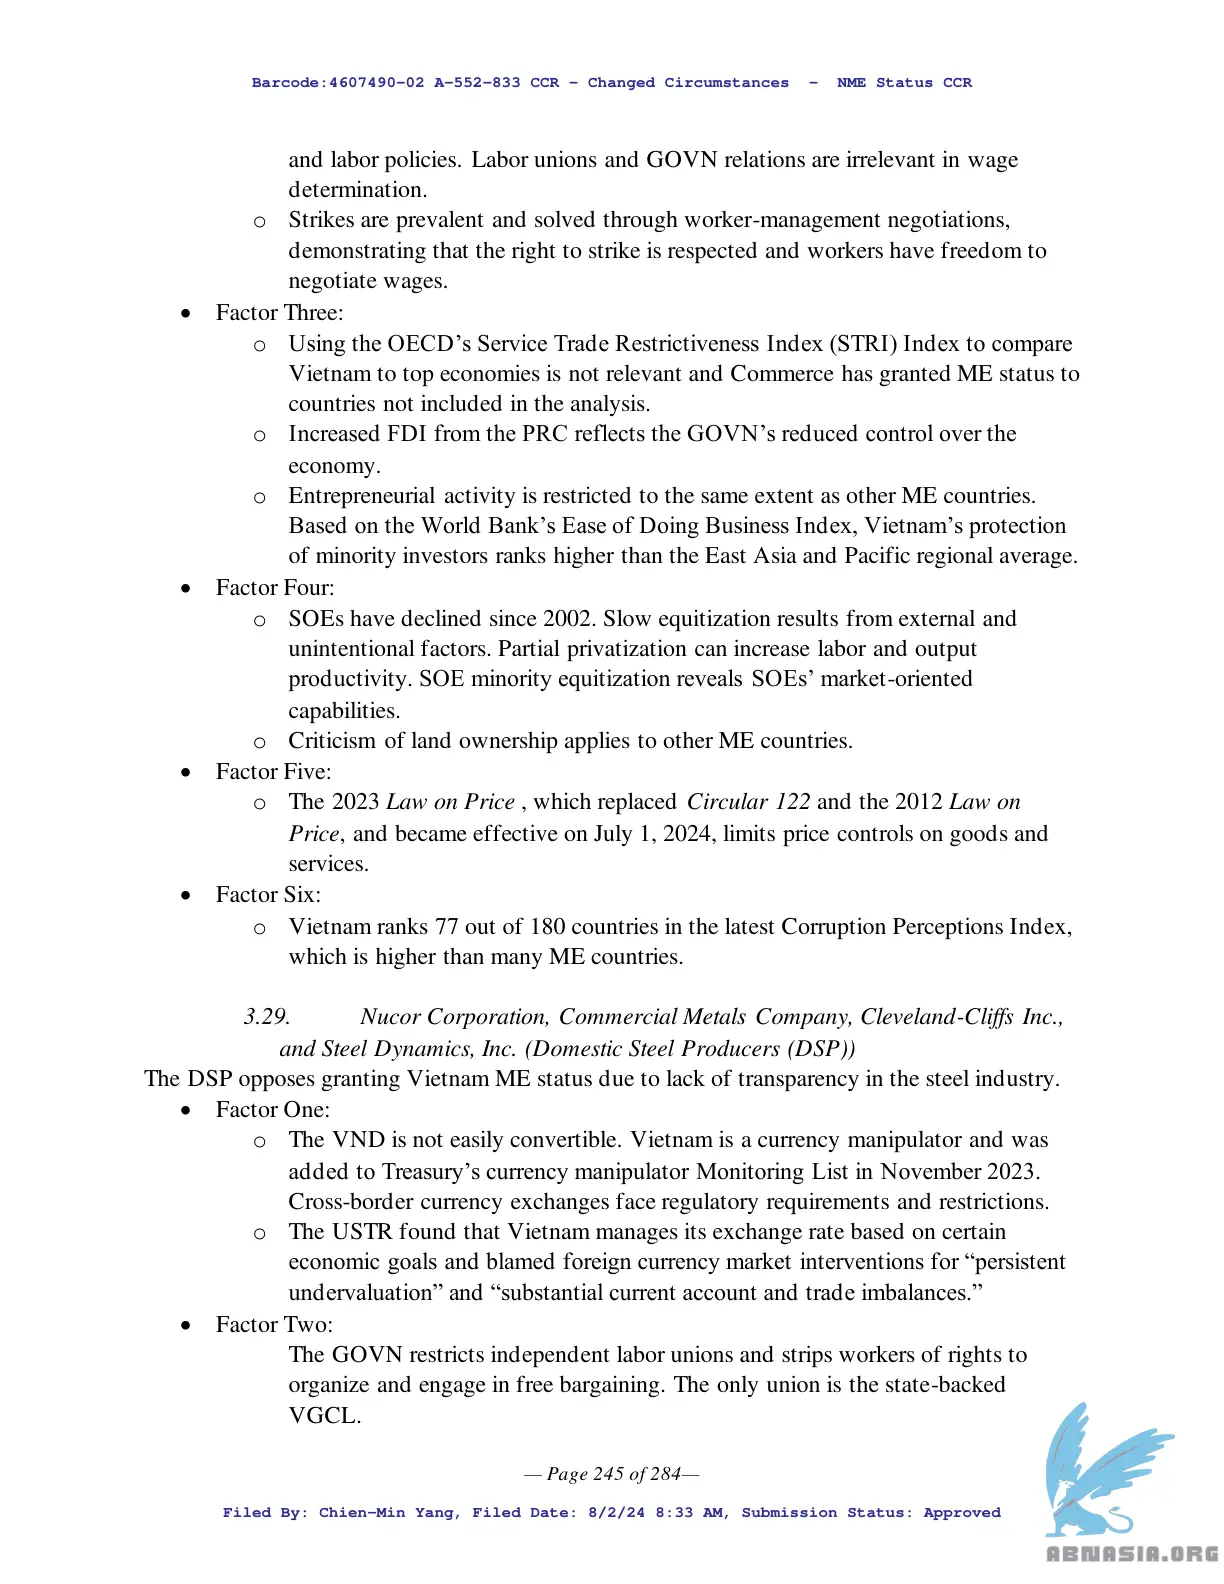 Barcode:4607490-02 A-552-833 CCR - Changed Circumstances - NME Status CCR
and labor policies. Labor unions and GOVN relations are irrelevant in wage
determination.
o Strikes are prevalent and solved through worker-management negotiations,
demonstrating that the right to strike is respected and workers have freedom to
negotiate wages.
• Factor Three:
o Using the OECD’s Service Trade Restrictiveness Index (STRI) Index to compare
Vietnam to top economies is not relevant and Commerce has granted ME status to
countries not included in the analysis.
o Increased FDI from the PRC reflects the GOVN’s reduced control over the
economy.
o Entrepreneurial activity is restricted to the same extent as other ME countries.
Based on the World Bank’s Ease of Doing Business Index, Vietnam’s protection
of minority investors ranks higher than the East Asia and Pacific regional average.
• Factor Four:
o SOEs have declined since 2002. Slow equitization results from external and
unintentional factors. Partial privatization can increase labor and output
productivity. SOE minority equitization reveals SOEs’ market-oriented
capabilities.
o Criticism of land ownership applies to other ME countries.
• Factor Five:
o The 2023 Law on Price , which replaced Circular 122 and the 2012 Law on
Price, and became effective on July 1, 2024, limits price controls on goods and
services.
• Factor Six:
o Vietnam ranks 77 out of 180 countries in the latest Corruption Perceptions Index,
which is higher than many ME countries.
3.29. Nucor Corporation, Commercial Metals Company, Cleveland-Cliffs Inc.,
and Steel Dynamics, Inc. (Domestic Steel Producers (DSP))
The DSP opposes granting Vietnam ME status due to lack of transparency in the steel industry.
• Factor One:
o The VND is not easily convertible. Vietnam is a currency manipulator and was
added to Treasury’s currency manipulator Monitoring List in November 2023.
Cross-border currency exchanges face regulatory requirements and restrictions.
o The USTR found that Vietnam manages its exchange rate based on certain
economic goals and blamed foreign currency market interventions for “persistent
undervaluation” and “substantial current account and trade imbalances.”
• Factor Two:
The GOVN restricts independent labor unions and strips workers of rights to
organize and engage in free bargaining. The only union is the state-backed
VGCL.
— Page 245 of 284—
Filed By: Chien-Min Yang, Filed Date: 8/2/24 8:33 AM, Submission Status: Approved
ABNASIA.ORG